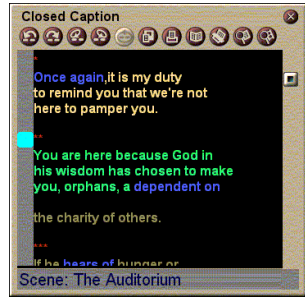 Closed Caption
*
Once again,it is my duty
to remind you that we're not
here to pamper you.
**
You are here because God in
his wisdom has chosen to make
you, orphans, a dependent on
the charity of others.
***
If be hears of hunger or
Scene: The Auditorium